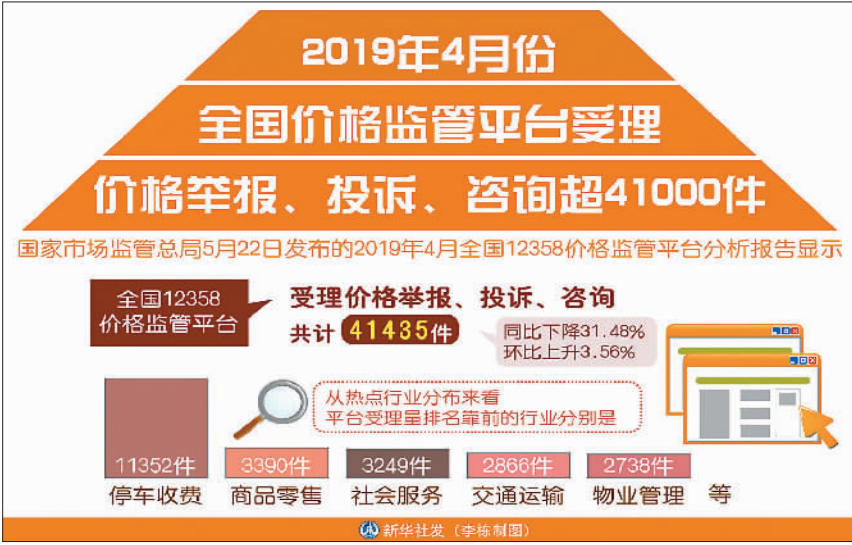 2019年4月份
全国价格监管平台受理
价格举报、投诉、咨询超41000件
国家市场监管总局5月22日发布的2019年4月全国12358价格监管平台分析报告显示
全国12358
价格监管平台
受理价格举报、投诉、咨询
共计 41435件
同比下降31.48%
环比上升3.56%
从热点行业分布来看
平台受理量排名靠前的行业分别是
11352件 3390件 3249件 2866件 2738件
停车收费 商品零售 社会服务 交通运输 物业管理 等
新华社发（李栋制图）